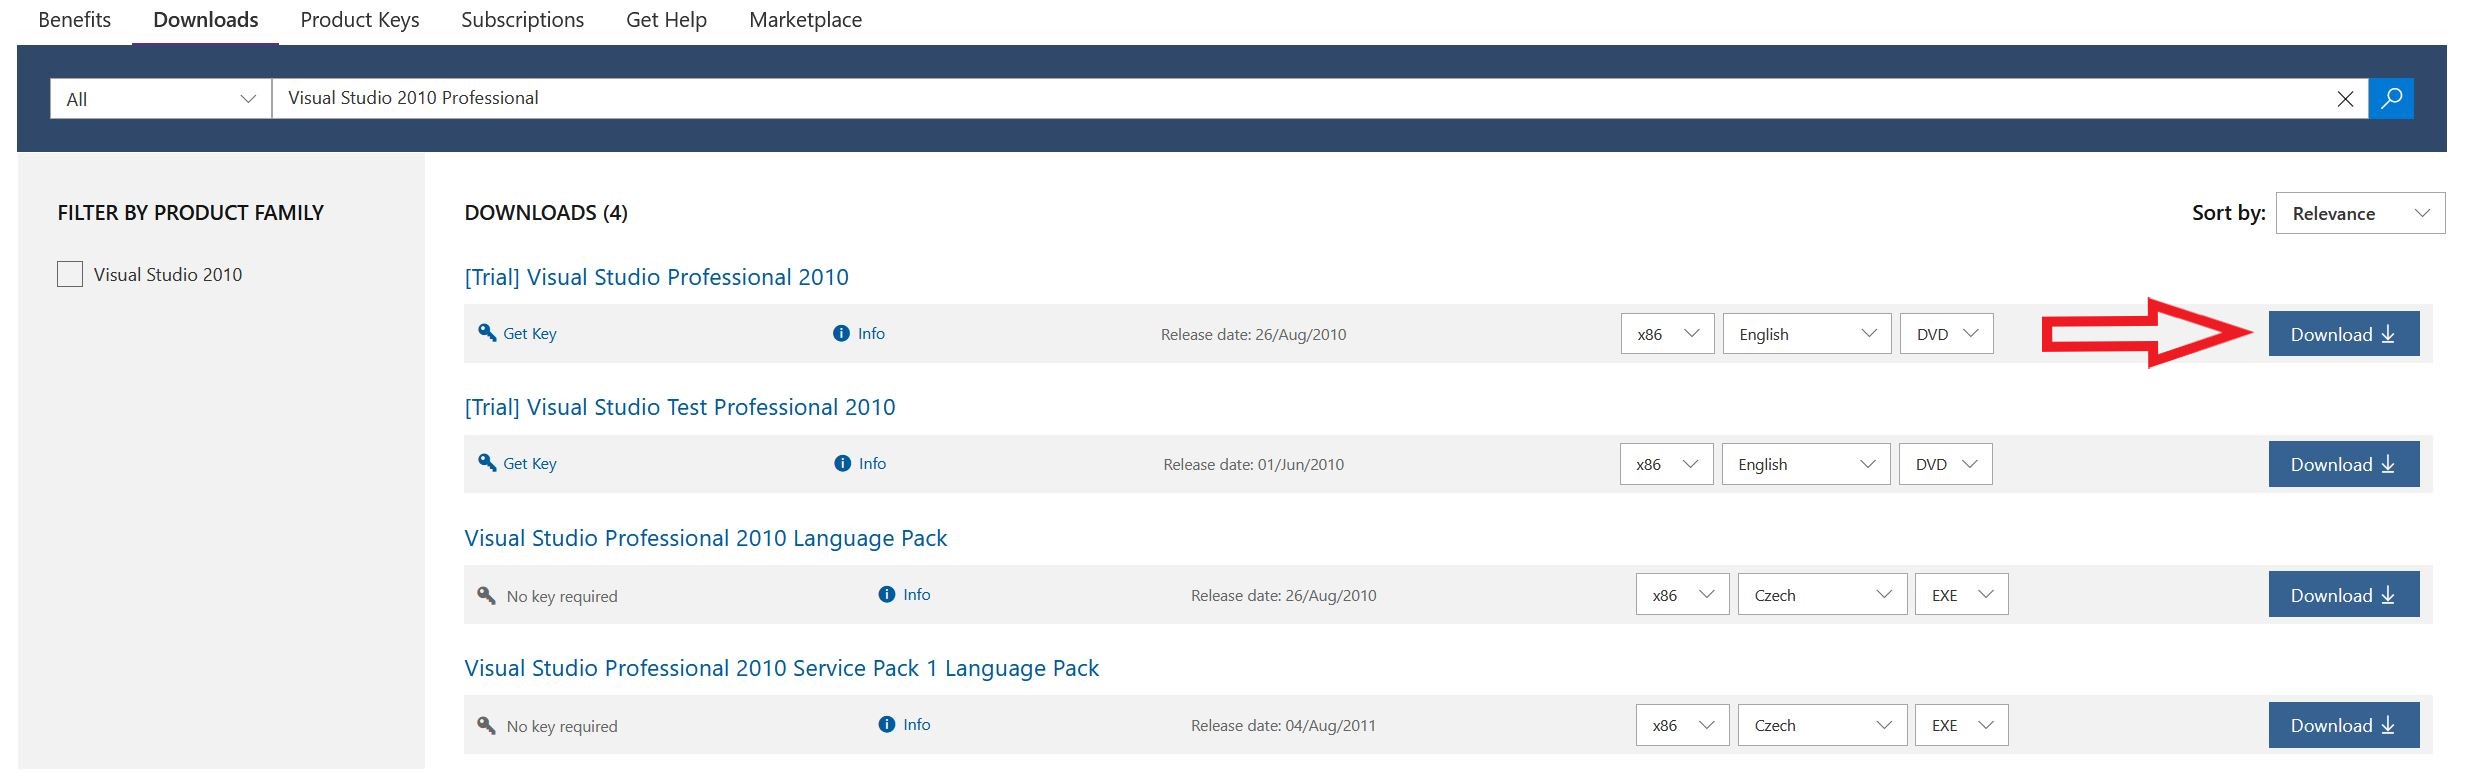 Benefits Downloads Product Keys Subscriptions Get Help Marketplace
All Visual Studio 2010 Professional
FILTER BY PRODUCT FAMILY
Visual Studio 2010
DOWNLOADS (4)
Sort by: Relevance
[Trial] Visual Studio Professional 2010
Get Key Info Release date: 26/Aug/2010 x86 English DVD Download
[Trial] Visual Studio Test Professional 2010
Get Key Info Release date: 01/Jun/2010 x86 English DVD Download
Visual Studio Professional 2010 Language Pack
No key required Info Release date: 26/Aug/2010 x86 Czech EXE Download
Visual Studio Professional 2010 Service Pack 1 Language Pack
No key required Info Release date: 04/Aug/2011 x86 Czech EXE Download